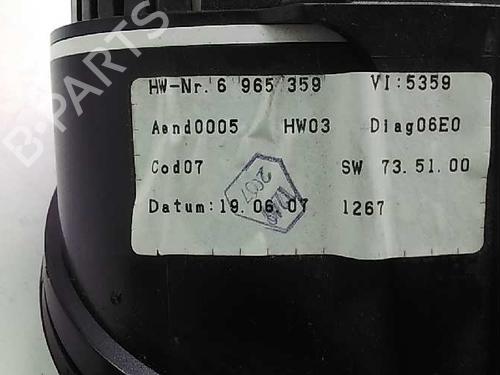 HW-Nr. 6 965 359 VI:5359
Aend0005 HW03 Diag06E0
Cod07 SW 73.51.00
2007
Datum:19.06.07 1267
B-PARTS